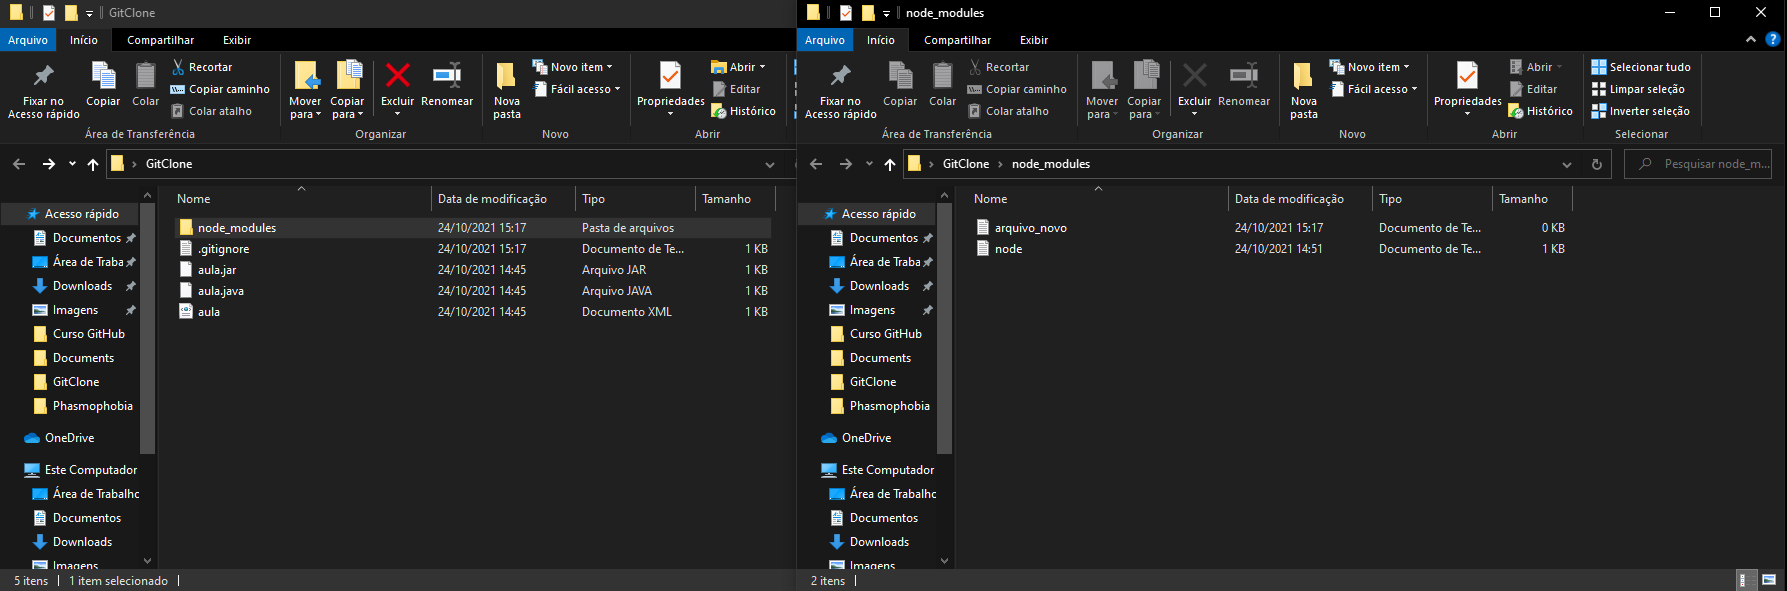 GitClone
Arquivo Início Compartilhar Exibir
Fixar no Acesso rápido
Copiar
Colar
Recortar
Copiar caminho
Colar atalho
Área de Transferência
Mover para
Copiar para
Excluir
Renomear
Organizar
Nova pasta
Novo item
Fácil acesso
Novo
Propriedades
Abrir
Editar
Histórico
Abrir
GitClone
Nome Data de modificação Tipo Tamanho
node_modules 24/10/2021 15:17 Pasta de arquivos
.gitignore 24/10/2021 15:17 Documento de Te... 1 KB
aula.jar 24/10/2021 14:45 Arquivo JAR 1 KB
aula.java 24/10/2021 14:45 Arquivo JAVA 1 KB
aula 24/10/2021 14:45 Documento XML 1 KB
Acesso rápido
Documentos
Área de Traba
Downloads
Imagens
Curso GitHub
Documents
GitClone
Phasmophobia
OneDrive
Este Computador
Área de Trabalho
Documentos
Downloads
Imagens
5 itens 1 item selecionado
node_modules
Arquivo Início Compartilhar Exibir
Fixar no Acesso rápido
Copiar
Colar
Recortar
Copiar caminho
Colar atalho
Área de Transferência
Mover para
Copiar para
Excluir
Renomear
Organizar
Nova pasta
Novo item
Fácil acesso
Novo
Propriedades
Abrir
Editar
Histórico
Abrir
Selecionar tudo
Limpar seleção
Inverter seleção
Selecionar
GitClone > node_modules
Pesquisar node_m...
Nome Data de modificação Tipo Tamanho
arquivo_novo 24/10/2021 15:17 Documento de Te... 0 KB
node 24/10/2021 14:51 Documento de Te... 1 KB
Acesso rápido
Documentos
Área de Traba
Downloads
Imagens
Curso GitHub
Documents
GitClone
Phasmophobia
OneDrive
Este Computador
Área de Trabalho
Documentos
Downloads
Imagens
2 itens